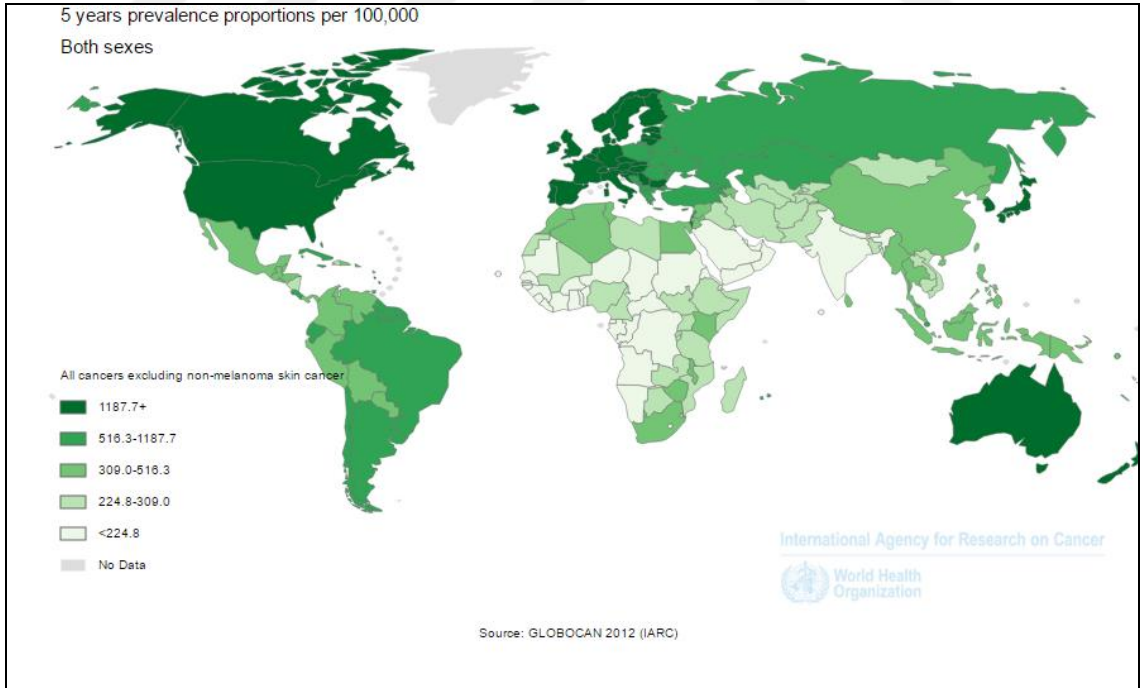 5 years prevalence proportions per 100,000
Both sexes
All cancers excluding non-melanoma skin cancer
1187.7+
516.3-1187.7
309.0-516.3
224.8-309.0
<224.8
No Data
International Agency for Research on Cancer
World Health
Organization
Source: GLOBOCAN 2012 (IARC)